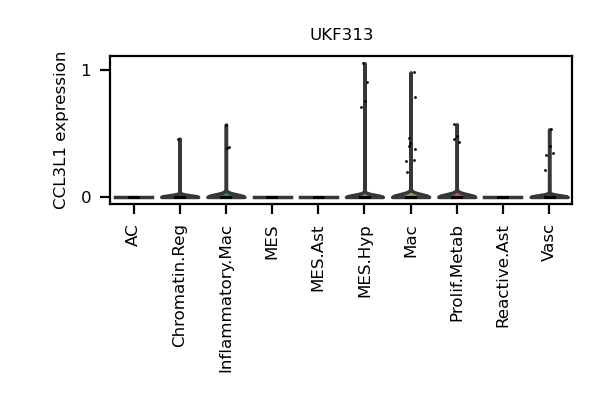 UKF313
CCL3L1 expression
1
0
AC
Chromatin.Reg
Inflammatory.Mac
MES
MES.Ast
MES.Hyp
Mac
Prolif.Metab
Reactive.Ast
Vasc